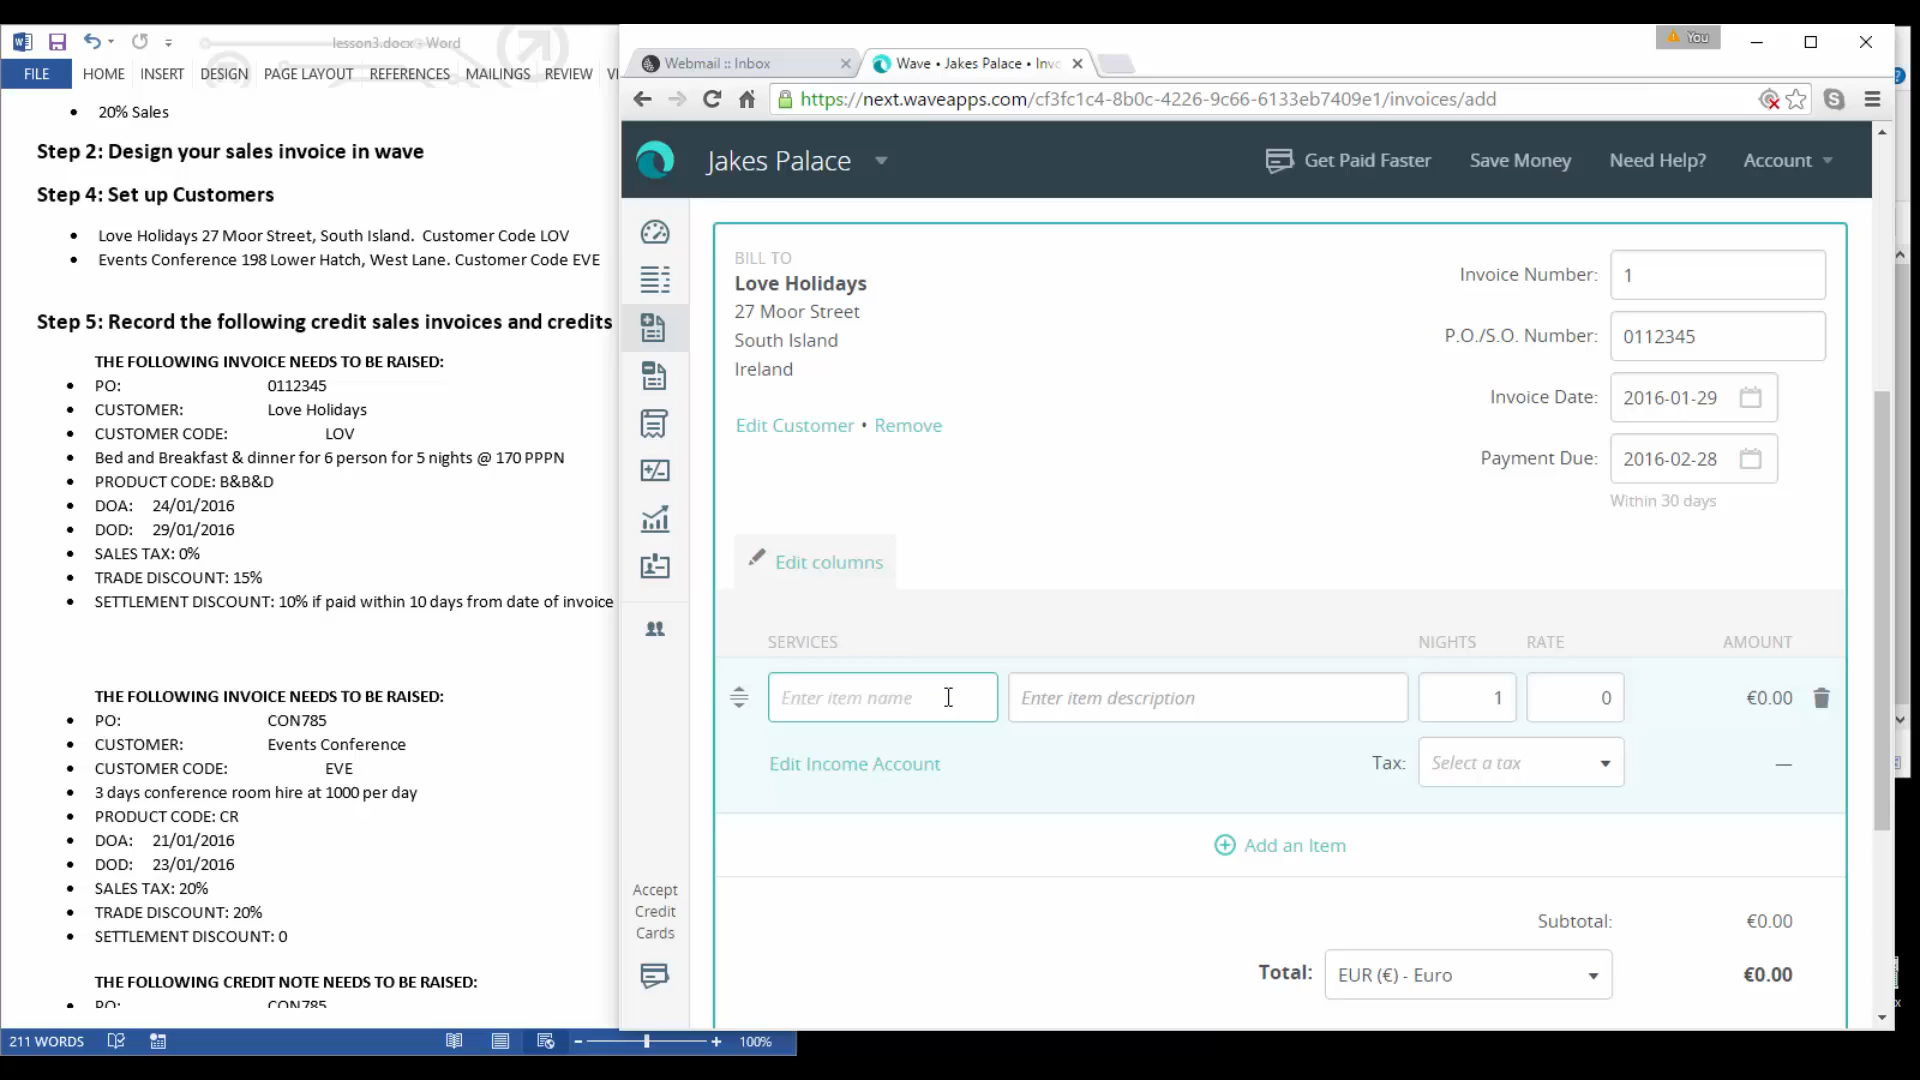 lesson3.docx - Word
FILE HOME INSERT DESIGN PAGE LAYOUT REFERENCES MAILINGS REVIEW VI
• 20% Sales
Step 2: Design your sales invoice in wave
Step 4: Set up Customers
• Love Holidays 27 Moor Street, South Island.  Customer Code LOV
• Events Conference 198 Lower Hatch, West Lane. Customer Code EVE
Step 5: Record the following credit sales invoices and credits
THE FOLLOWING INVOICE NEEDS TO BE RAISED:
• PO: 0112345
• CUSTOMER: Love Holidays
• CUSTOMER CODE: LOV
• Bed and Breakfast & dinner for 6 person for 5 nights @ 170 PPPN
• PRODUCT CODE: B&B&D
• DOA: 24/01/2016
• DOD: 29/01/2016
• SALES TAX: 0%
• TRADE DISCOUNT: 15%
• SETTLEMENT DISCOUNT: 10% if paid within 10 days from date of invoice
THE FOLLOWING INVOICE NEEDS TO BE RAISED:
• PO: CON785
• CUSTOMER: Events Conference
• CUSTOMER CODE: EVE
• 3 days conference room hire at 1000 per day
• PRODUCT CODE: CR
• DOA: 21/01/2016
• DOD: 23/01/2016
• SALES TAX: 20%
• TRADE DISCOUNT: 20%
• SETTLEMENT DISCOUNT: 0
THE FOLLOWING CREDIT NOTE NEEDS TO BE RAISED:
• PO: CON785
211 WORDS
100%
You
Webmail :: Inbox
Wave • Jakes Palace • Inv
https://next.waveapps.com/cf3fc1c4-8b0c-4226-9c66-6133eb7409e1/invoices/add
Jakes Palace
Get Paid Faster Save Money Need Help? Account
BILL TO
Love Holidays
27 Moor Street
South Island
Ireland
Edit Customer • Remove
Invoice Number: 1
P.O./S.O. Number: 0112345
Invoice Date: 2016-01-29
Payment Due: 2016-02-28
Within 30 days
Edit columns
SERVICES NIGHTS RATE AMOUNT
Enter item name Enter item description 1 0 €0.00
Edit Income Account Tax: Select a tax —
Add an Item
Subtotal: €0.00
Total: EUR (€) - Euro €0.00
Accept
Credit
Cards